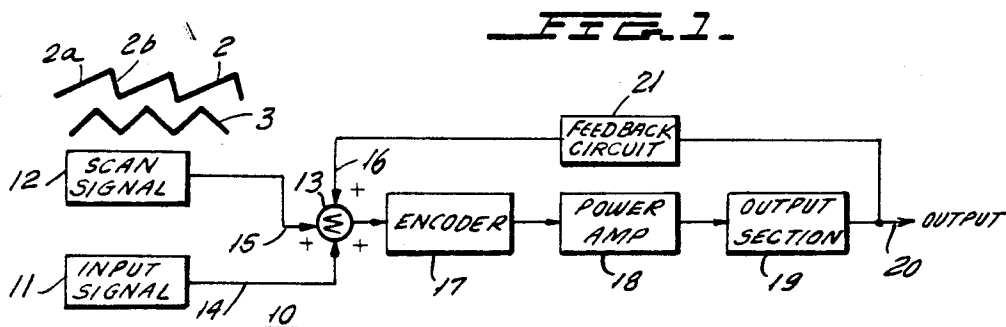 FIG. 1.
2a 2b 2
3
21
FEEDBACK
CIRCUIT
16
12 SCAN
SIGNAL
13 +
15 + Σ +
ENCODER
17
POWER
AMP
18
OUTPUT
SECTION
19
OUTPUT
20
11 INPUT
SIGNAL
14
10